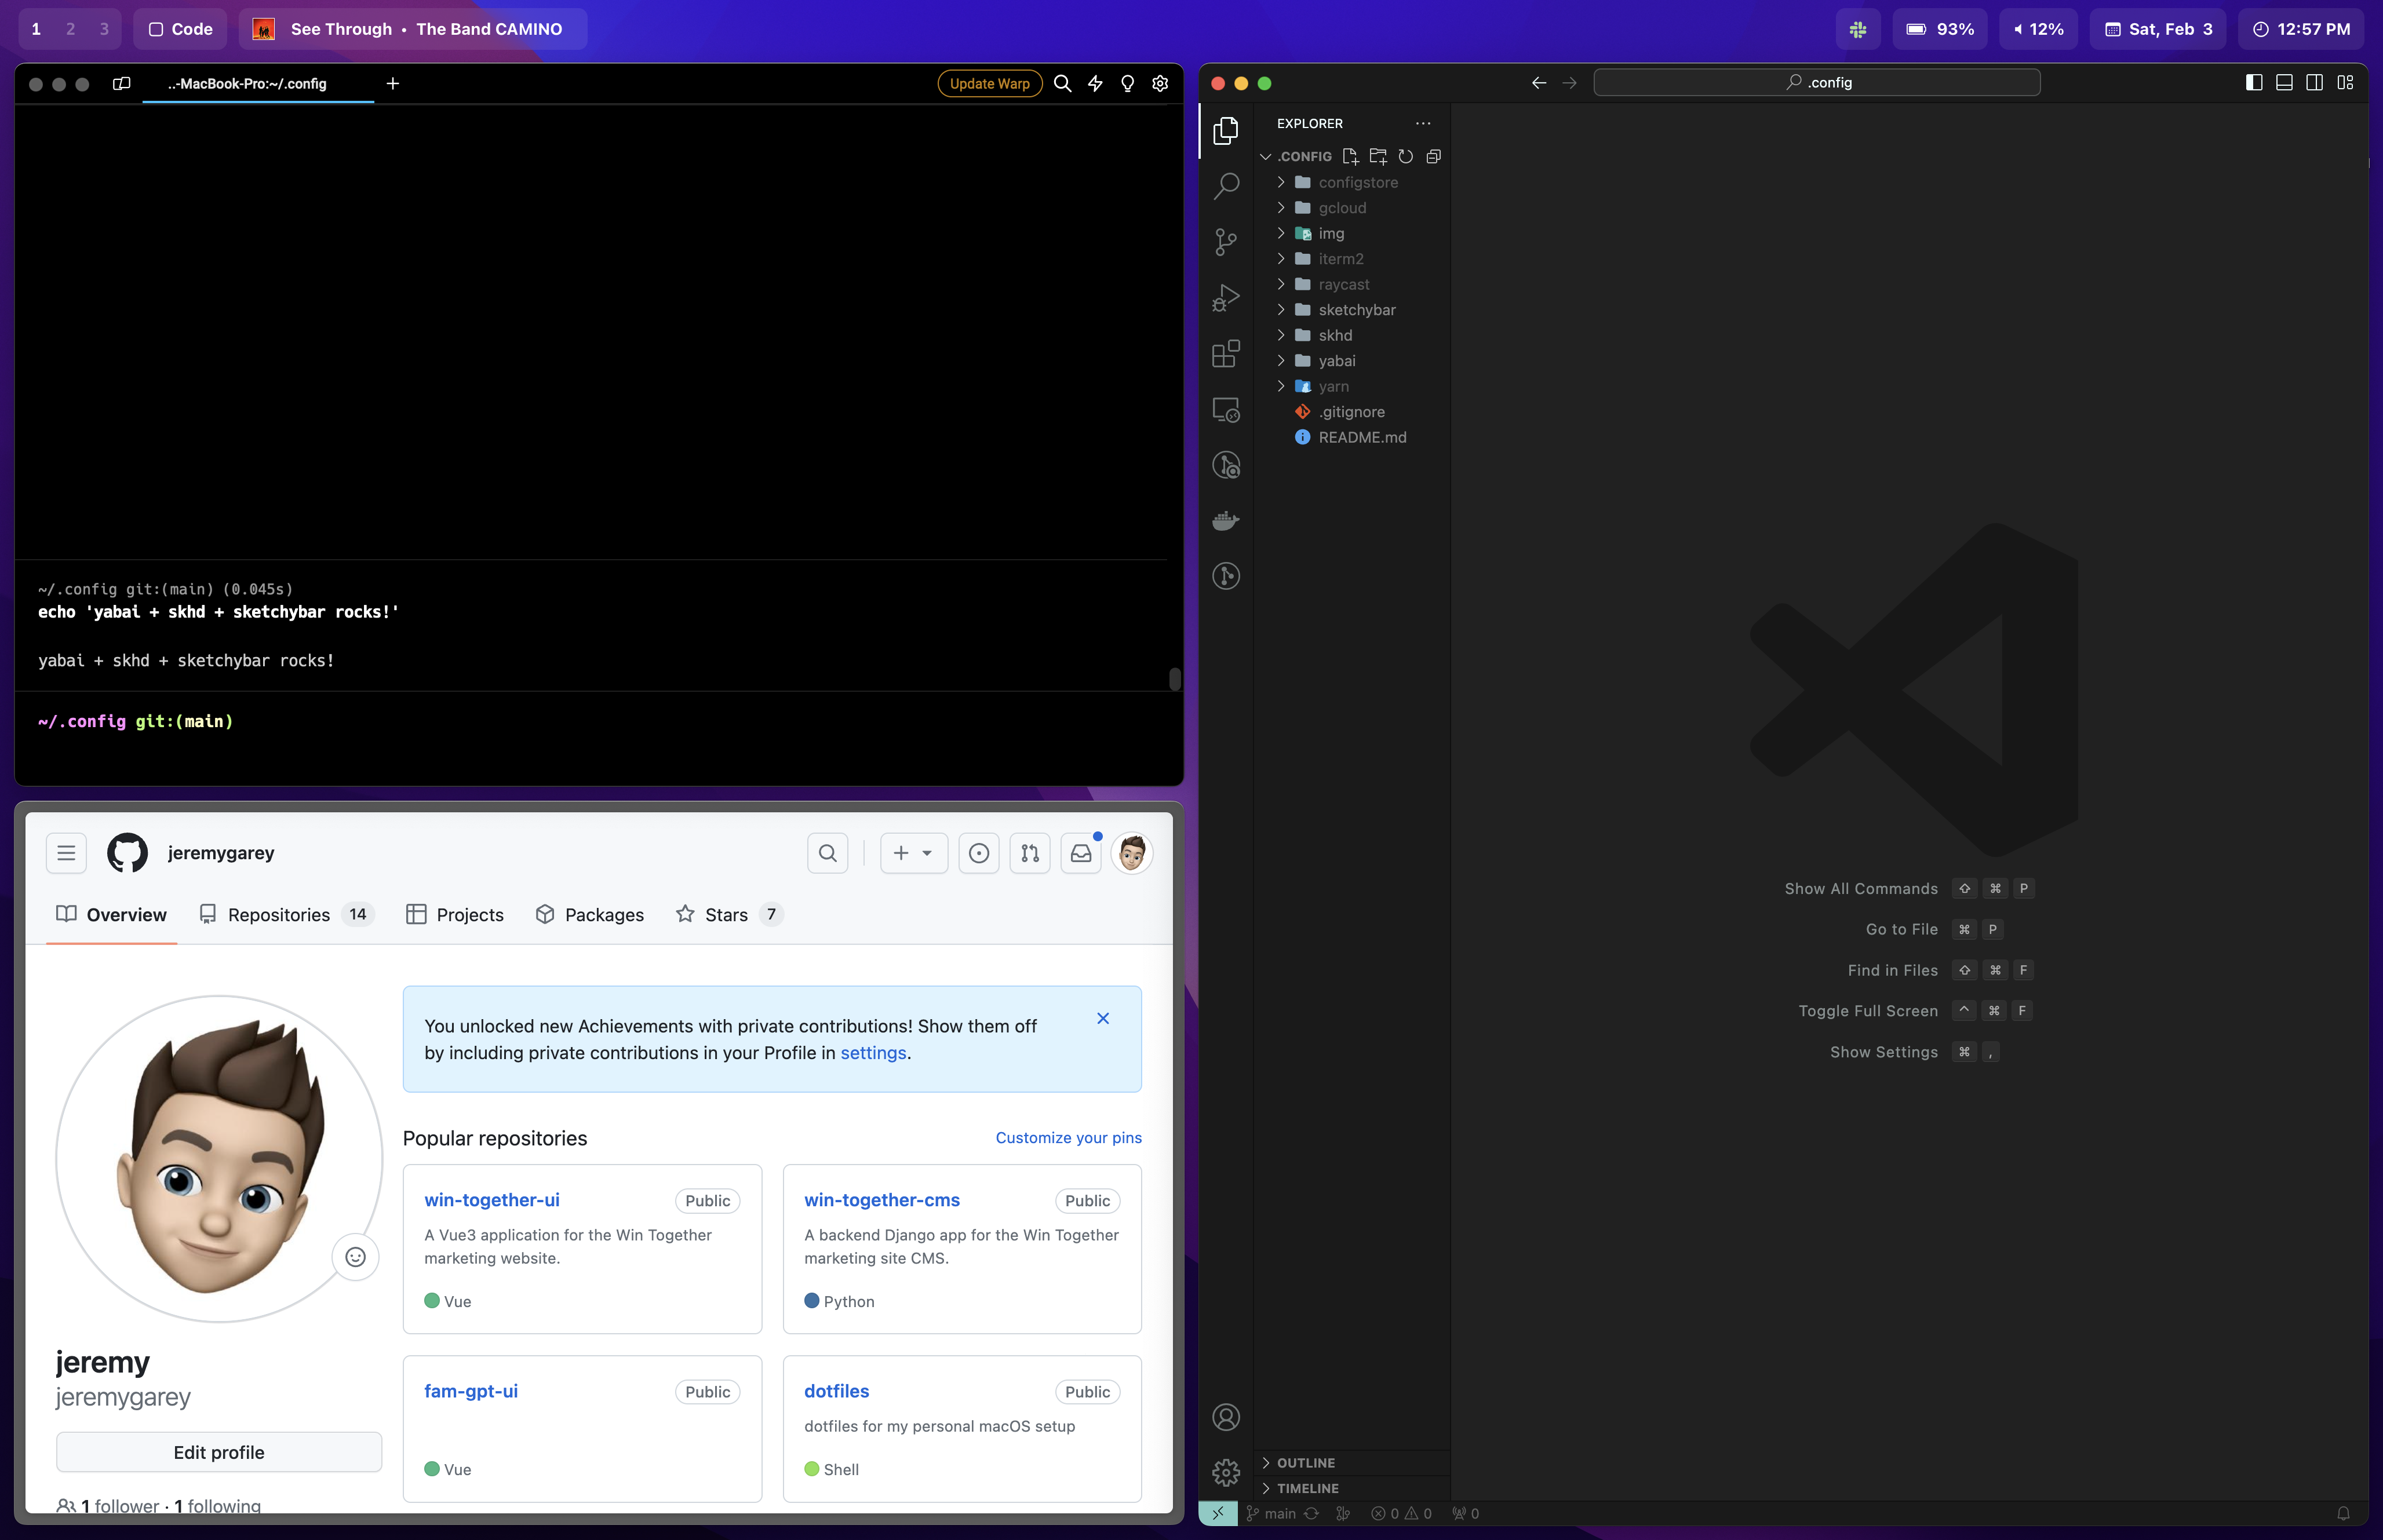 1 2 3 Code See Through • The Band CAMINO 93% 12% Sat, Feb 3 12:57 PM
..-MacBook-Pro:~/.config Update Warp
~/.config git:(main) (0.045s)
echo 'yabai + skhd + sketchybar rocks!'
yabai + skhd + sketchybar rocks!
~/.config git:(main)
jeremygarey
Overview Repositories 14 Projects Packages Stars 7
You unlocked new Achievements with private contributions! Show them off
by including private contributions in your Profile in settings.
Popular repositories Customize your pins
win-together-ui Public
A Vue3 application for the Win Together
marketing website.
Vue
win-together-cms Public
A backend Django app for the Win Together
marketing site CMS.
Python
fam-gpt-ui Public
Vue
dotfiles Public
dotfiles for my personal macOS setup
Shell
jeremy
jeremygarey
Edit profile
1 follower · 1 following
.config
EXPLORER
.CONFIG
configstore
gcloud
img
iterm2
raycast
sketchybar
skhd
yabai
yarn
.gitignore
README.md
Show All Commands ⇧ ⌘ P
Go to File ⌘ P
Find in Files ⇧ ⌘ F
Toggle Full Screen ^ ⌘ F
Show Settings ⌘ ,
OUTLINE
TIMELINE
main 0 0 0